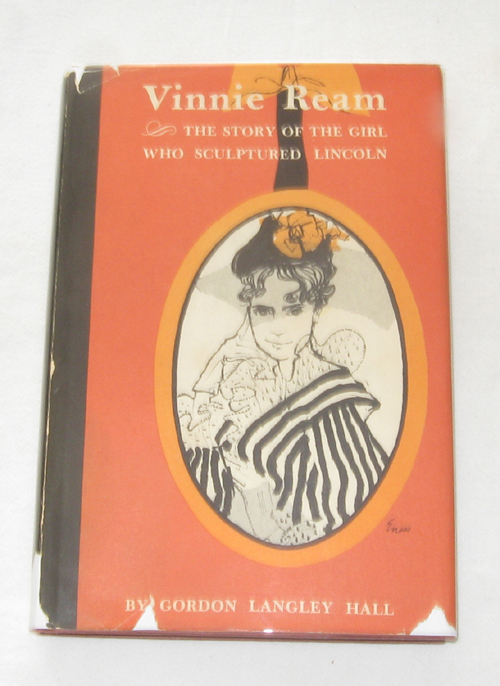 Vinnie Ream
THE STORY OF THE GIRL
WHO SCULPTURED LINCOLN
BY GORDON LANGLEY HALL